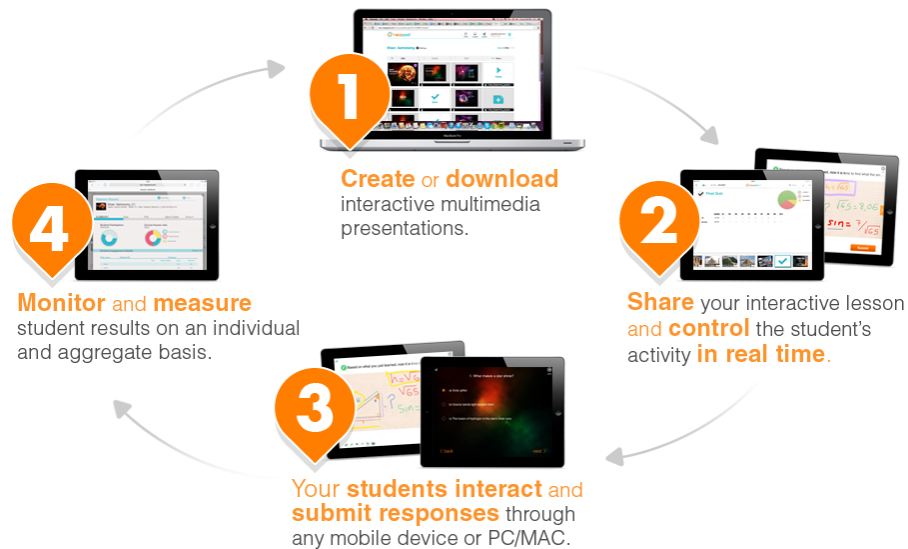 1
Create or download
interactive multimedia
presentations.
2
Share your interactive lesson
and control the student's
activity in real time.
3
Your students interact and
submit responses through
any mobile device or PC/MAC.
4
Monitor and measure
student results on an individual
and aggregate basis.